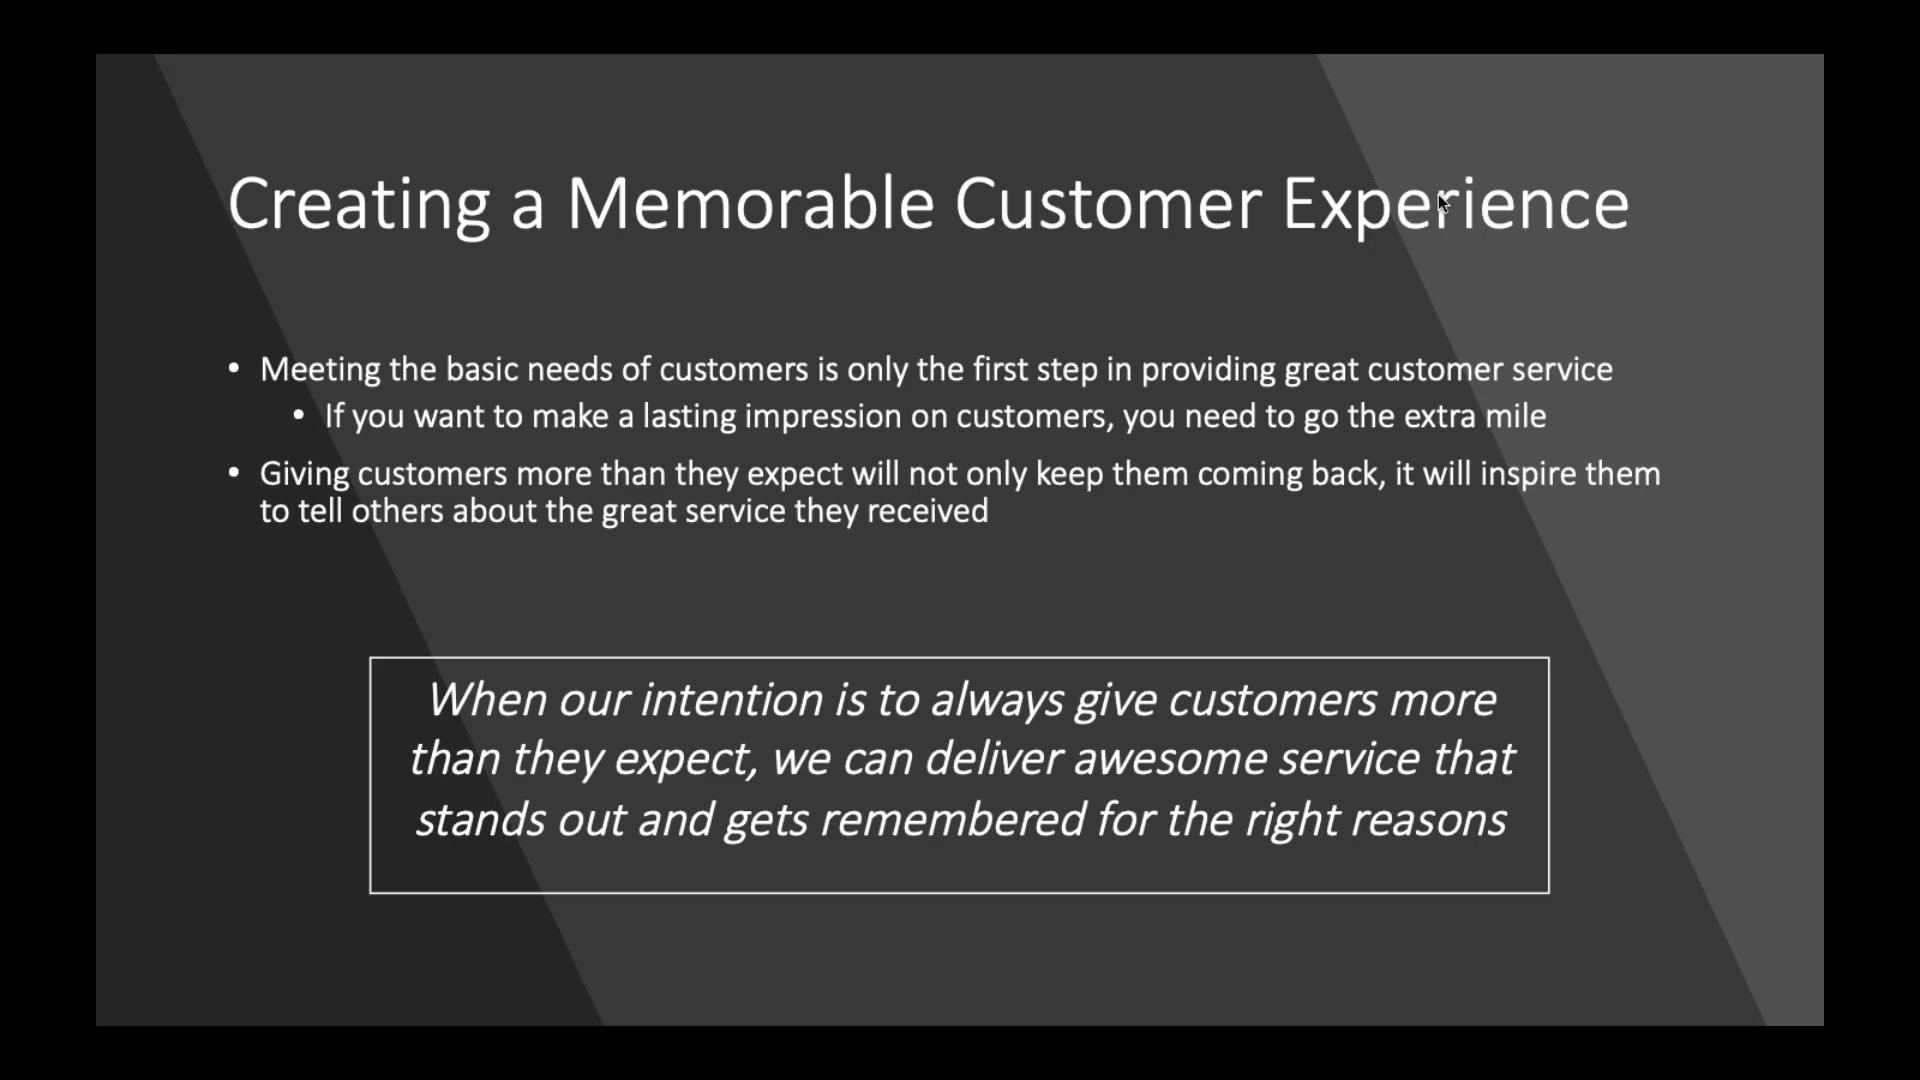 Creating a Memorable Customer Experience
• Meeting the basic needs of customers is only the first step in providing great customer service
• If you want to make a lasting impression on customers, you need to go the extra mile
• Giving customers more than they expect will not only keep them coming back, it will inspire them
to tell others about the great service they received
When our intention is to always give customers more
than they expect, we can deliver awesome service that
stands out and gets remembered for the right reasons